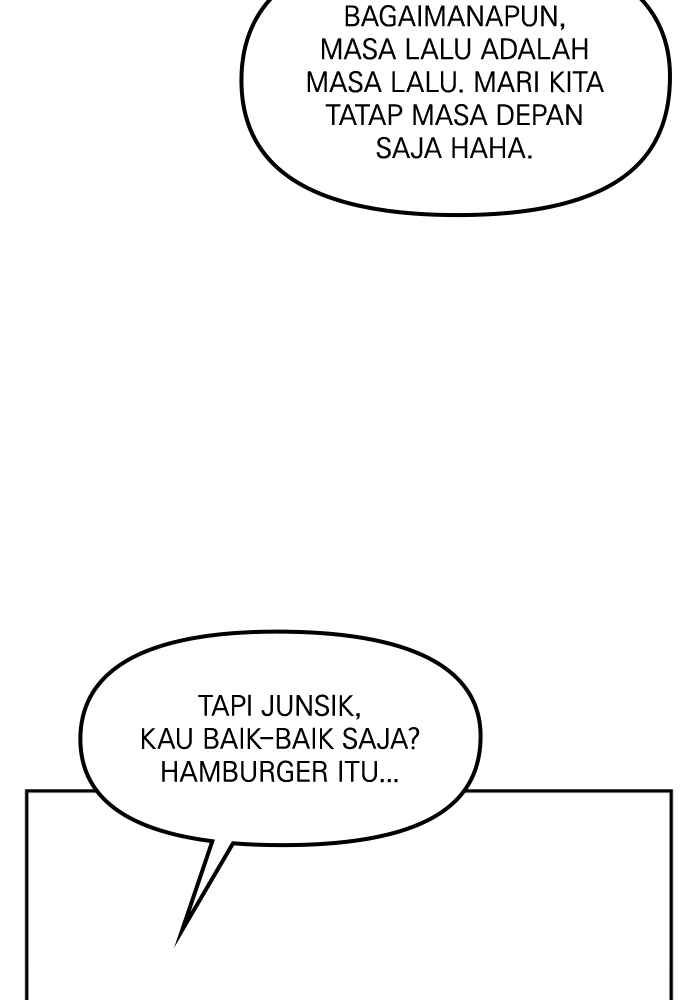 BAGAIMANAPUN,
MASA LALU ADALAH
MASA LALU. MARI KITA
TATAP MASA DEPAN
SAJA HAHA.
TAPI JUNSIK,
KAU BAIK-BAIK SAJA?
HAMBURGER ITU...